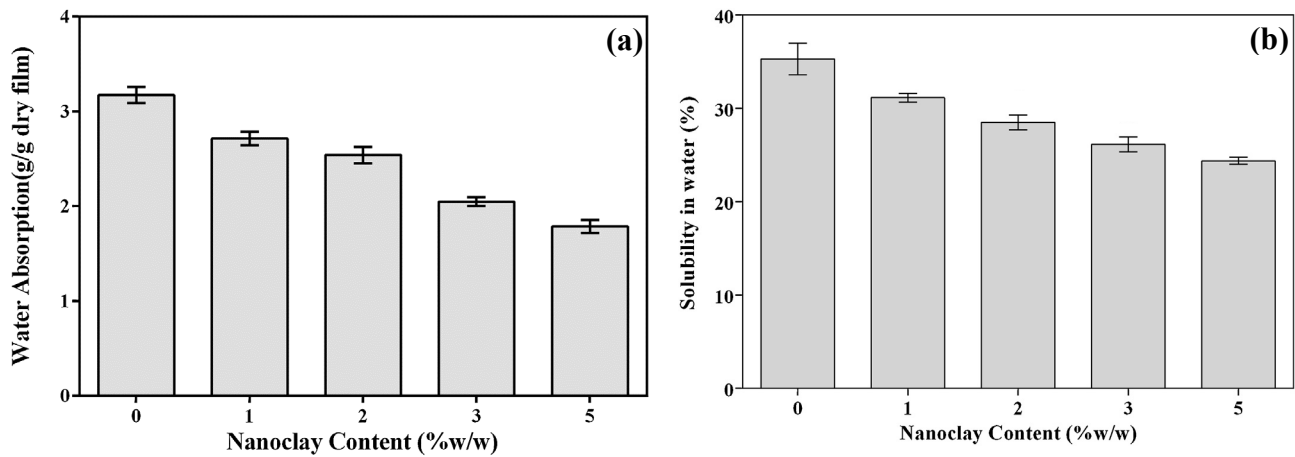 (a)
Water Absorption(g/g dry film)
4
3
2
1
0
0 1 2 3 5
Nanoclay Content (%w/w)
(b)
Solubility in water (%)
40
30
20
10
0
0 1 2 3 5
Nanoclay Content (%w/w)